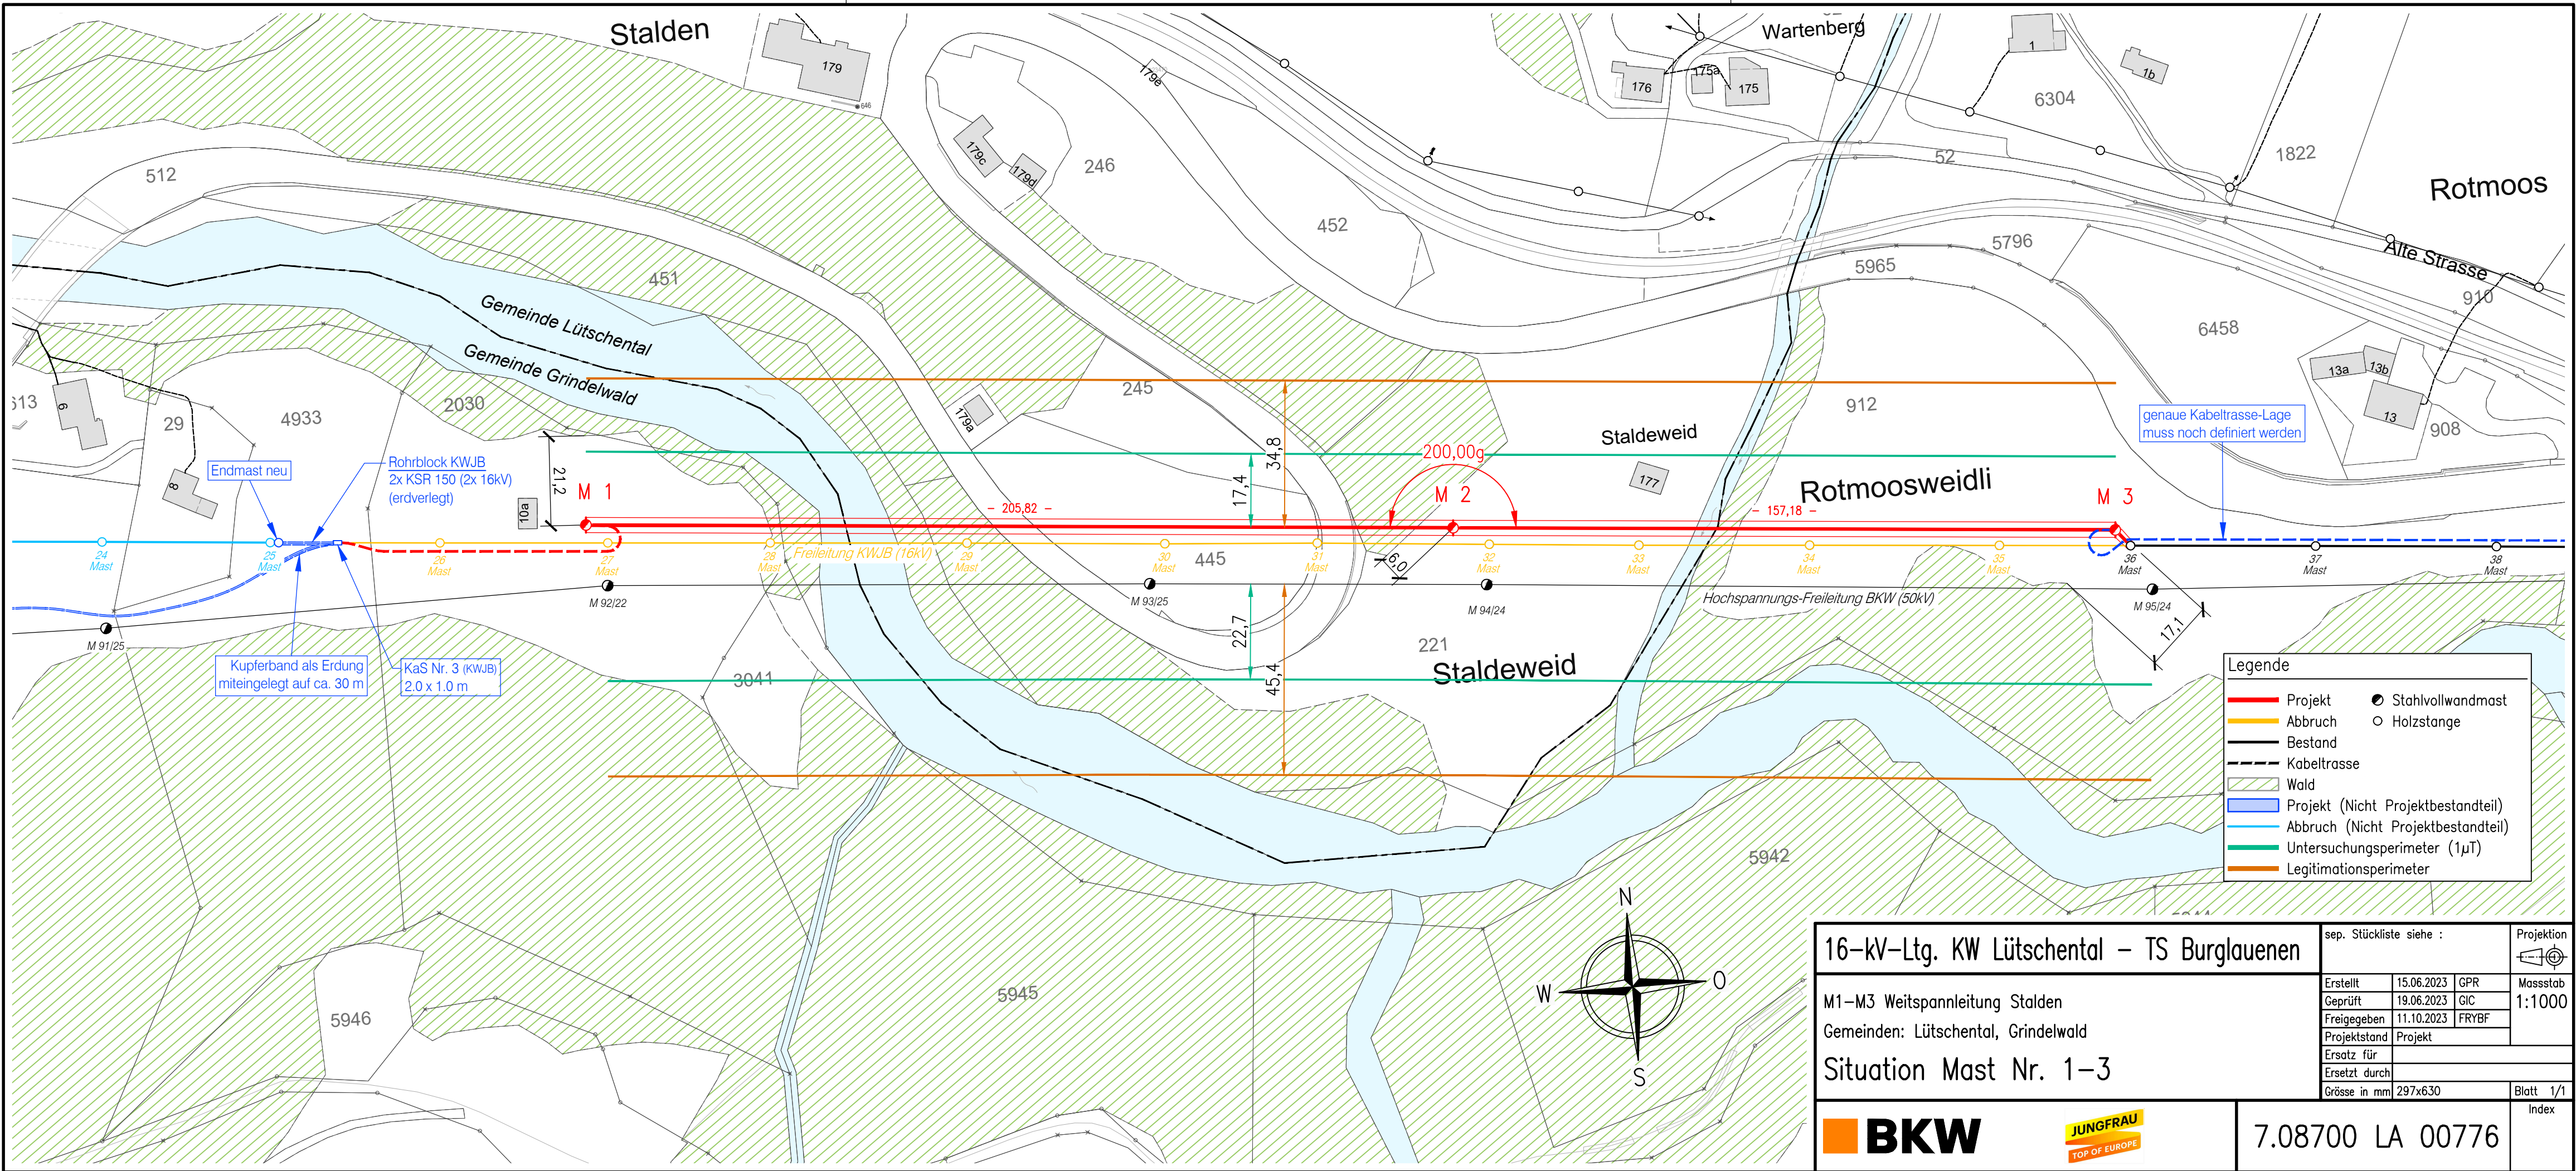 Stalden
179
646
179e
Wartenberg
176
175a
175
1
1b
6304
52
1822
Rotmoos
512
179c
179d
246
452
5796
5965
Alte Strasse
910
451
Gemeinde Lütschental
Gemeinde Grindelwald
6458
13a
13b
13
908
6
29
4933
2030
179a
245
912
Staldeweid
177
Rotmoosweidli
genaue Kabeltrasse-Lage
muss noch definiert werden
8
Endmast neu
Rohrblock KWJB
2x KSR 150 (2x 16kV)
(erdverlegt)
10a
21,2
M 1
- 205,82 -
17,4
34,8
200,00g
M 2
- 157,18 -
M 3
24
Mast
25
Mast
26
Mast
27
Mast
28
Mast
Freileitung KWJB (16kV)
29
Mast
30
Mast
31
Mast
32
Mast
33
Mast
34
Mast
35
Mast
36
Mast
37
Mast
38
Mast
445
6,0
M 91/25
M 92/22
M 93/25
M 94/24
Hochspannungs-Freileitung BKW (50kV)
M 95/24
17,1
22,7
45,4
221
Staldeweid
3041
Kupferband als Erdung
miteingelegt auf ca. 30 m
KaS Nr. 3 (KWJB)
2.0 x 1.0 m
Legende
Projekt
Stahlvollwandmast
Abbruch
Holzstange
Bestand
Kabeltrasse
Wald
Projekt (Nicht Projektbestandteil)
Abbruch (Nicht Projektbestandteil)
Untersuchungsperimeter (1µT)
Legitimationsperimeter
5942
5945
5946
N
W
O
S
16-kV-Ltg. KW Lütschental - TS Burglauenen
M1-M3 Weitspannleitung Stalden
Gemeinden: Lütschental, Grindelwald
Situation Mast Nr. 1-3
sep. Stückliste siehe :
Projektion
Erstellt 15.06.2023 GPR
Massstab
Geprüft 19.06.2023 GIC
1:1000
Freigegeben 11.10.2023 FRYBF
Projektstand Projekt
Ersatz für
Ersetzt durch
Grösse in mm 297x630
Blatt 1/1
BKW
JUNGFRAU
TOP OF EUROPE
7.08700 LA 00776
Index